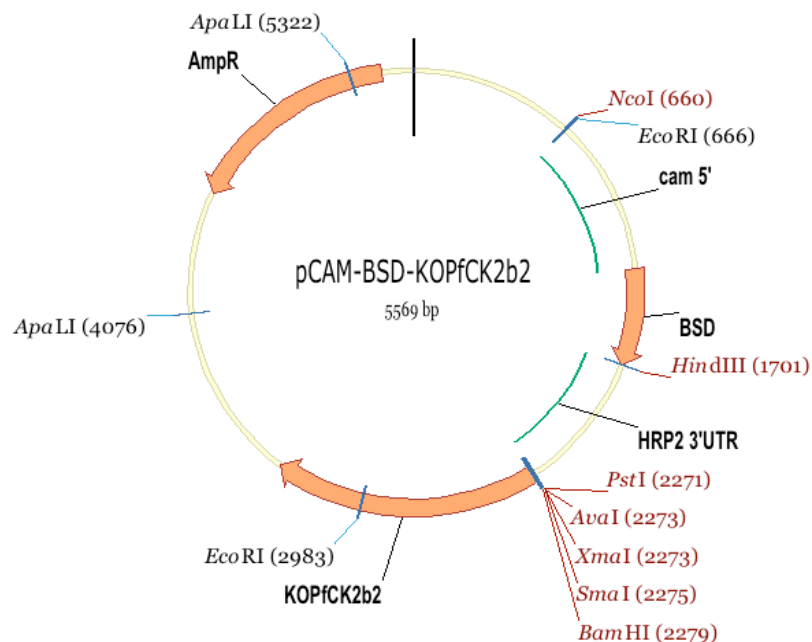 ApaLI (5322)
AmpR
NcoI (660)
EcoRI (666)
cam 5'
pCAM-BSD-KOPfCK2b2
5569 bp
ApaLI (4076)
BSD
HindIII (1701)
HRP2 3'UTR
PstI (2271)
AvaI (2273)
XmaI (2273)
SmaI (2275)
BamHI (2279)
EcoRI (2983)
KOPfCK2b2